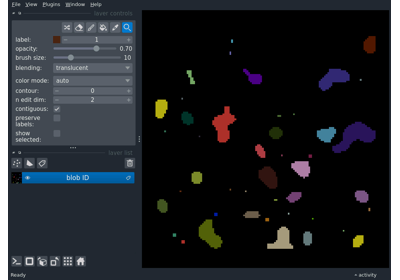 File View Plugins Window Help
layer controls
label: 1
opacity: 0.70
brush size: 10
blending: translucent
color mode: auto
contour: 0
n edit dim: 2
contiguous:
preserve
labels:
show
selected:
layer list
blob ID
Ready activity